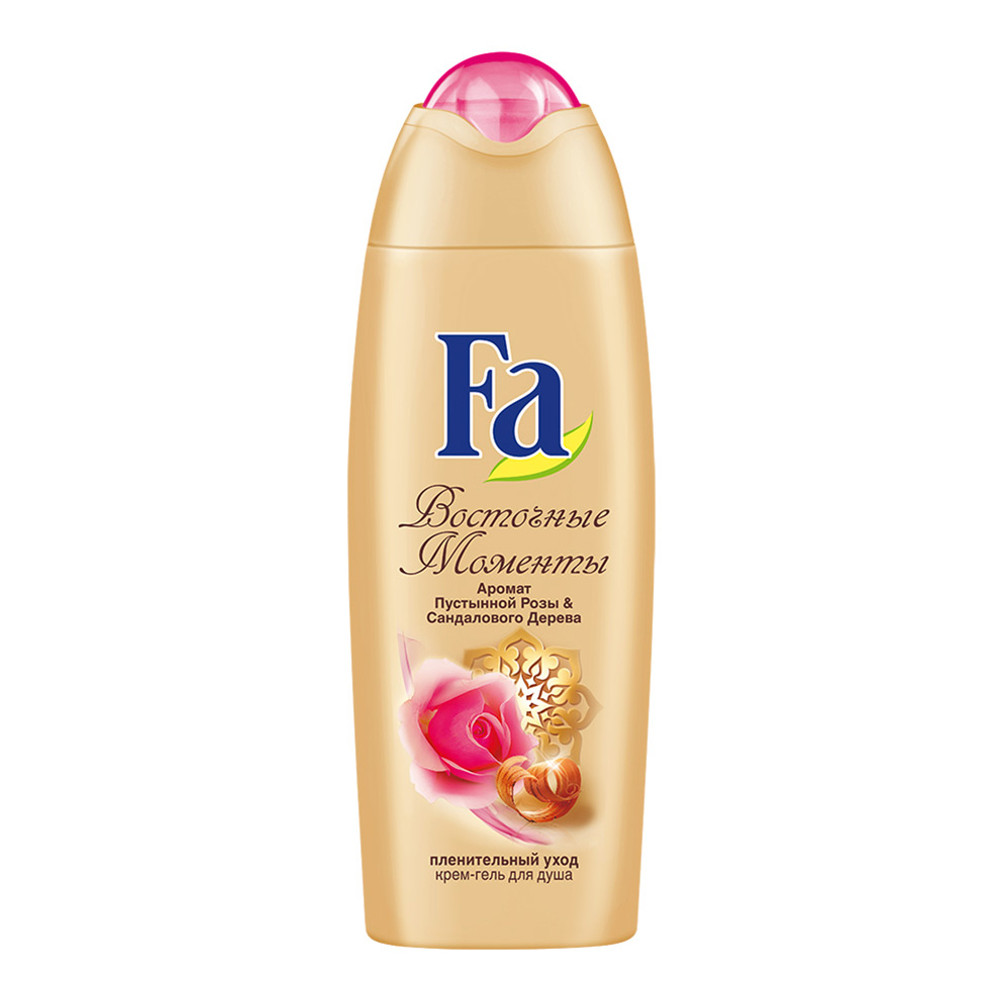 Fa
Восточные
Моменты
Аромат
Пустынной Розы &
Сандалового Дерева
пленительный уход
крем-гель для душа